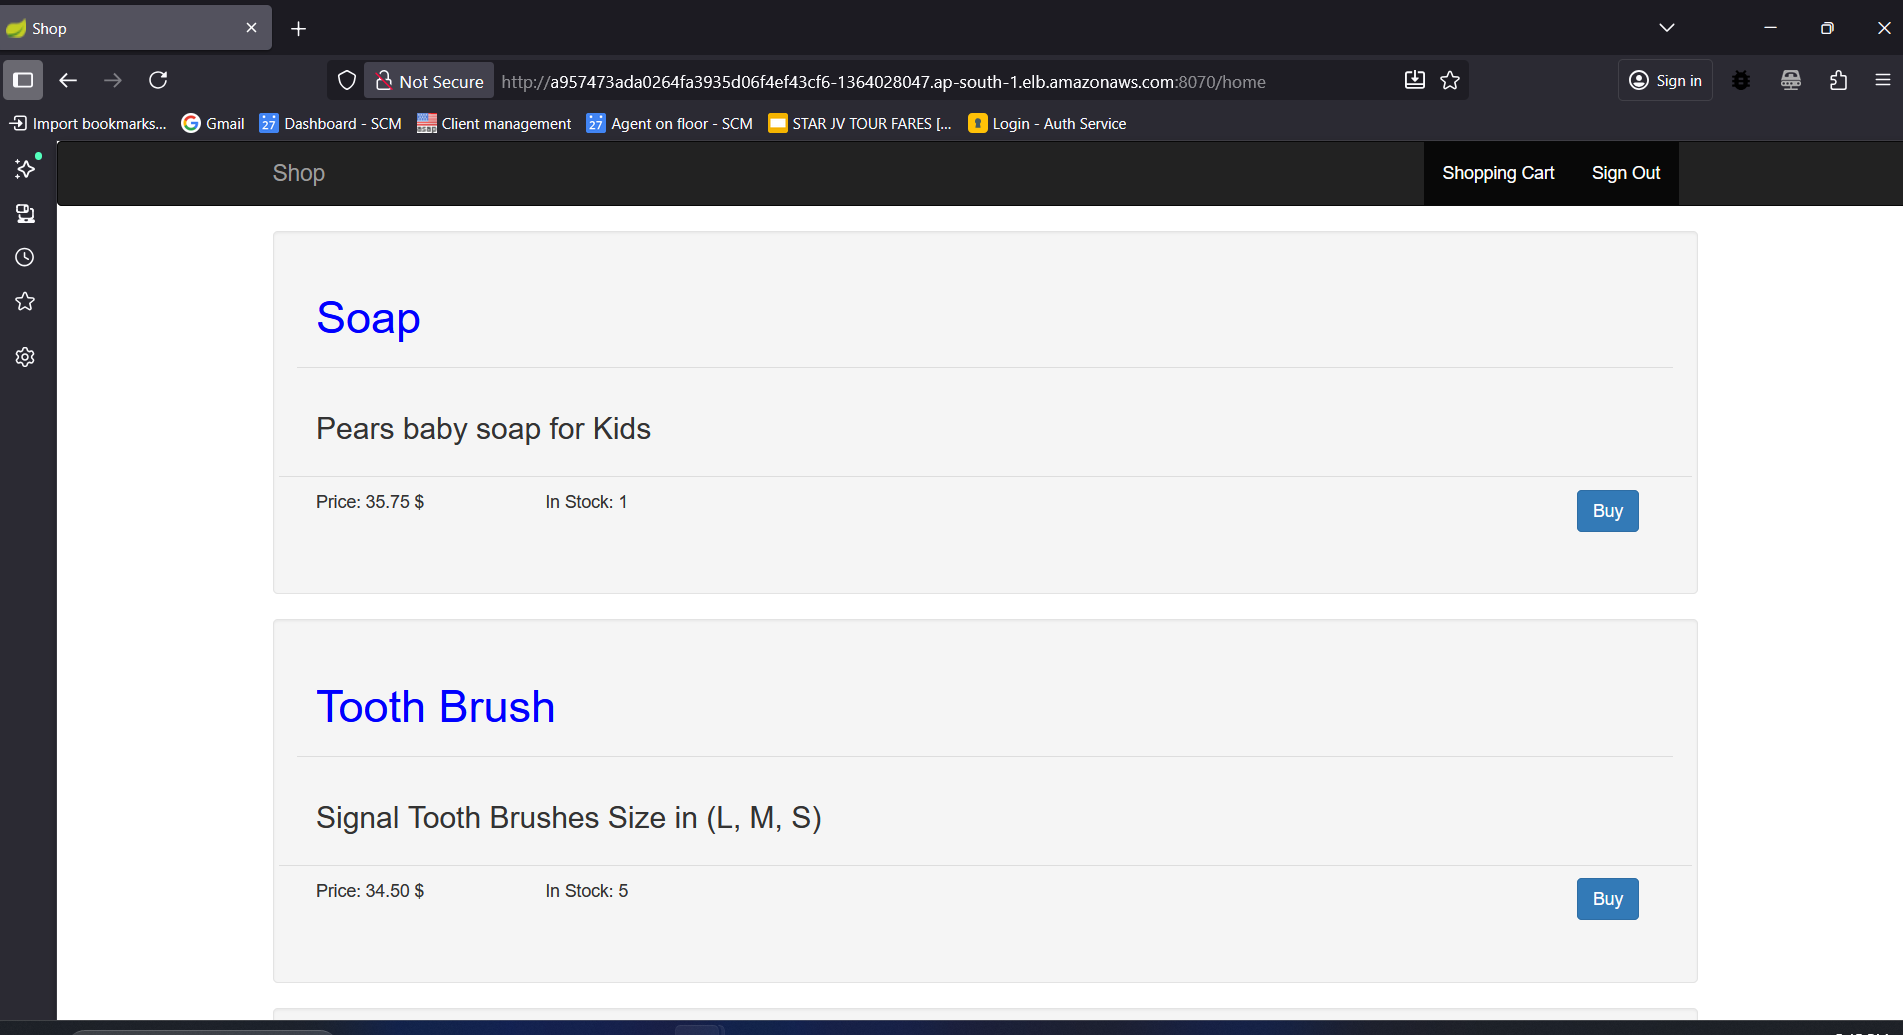 Shop
Not Secure
http://a957473ada0264fa3935d06f4ef43cf6-1364028047.ap-south-1.elb.amazonaws.com:8070/home
Sign in
Import bookmarks...
Gmail
27
Dashboard - SCM
Client management
27
Agent on floor - SCM
STAR JV TOUR FARES [...
Login - Auth Service
Shop
Shopping Cart
Sign Out
Soap
Pears baby soap for Kids
Price: 35.75 $
In Stock: 1
Buy
Tooth Brush
Signal Tooth Brushes Size in (L, M, S)
Price: 34.50 $
In Stock: 5
Buy